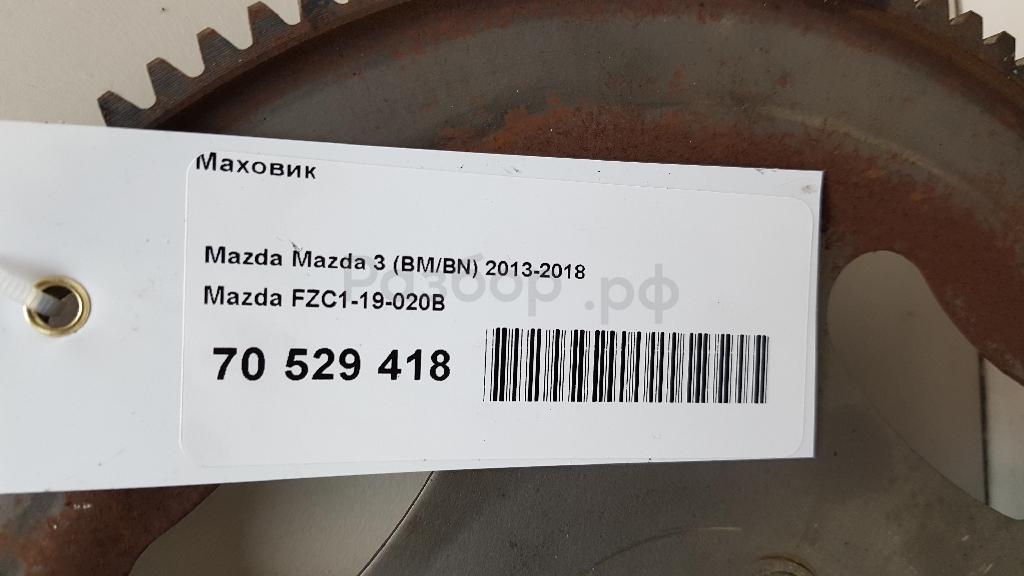 Маховик
Mazda Mazda 3 (BM/BN) 2013-2018
Разбор.рф
Mazda FZC1-19-020B
70 529 418